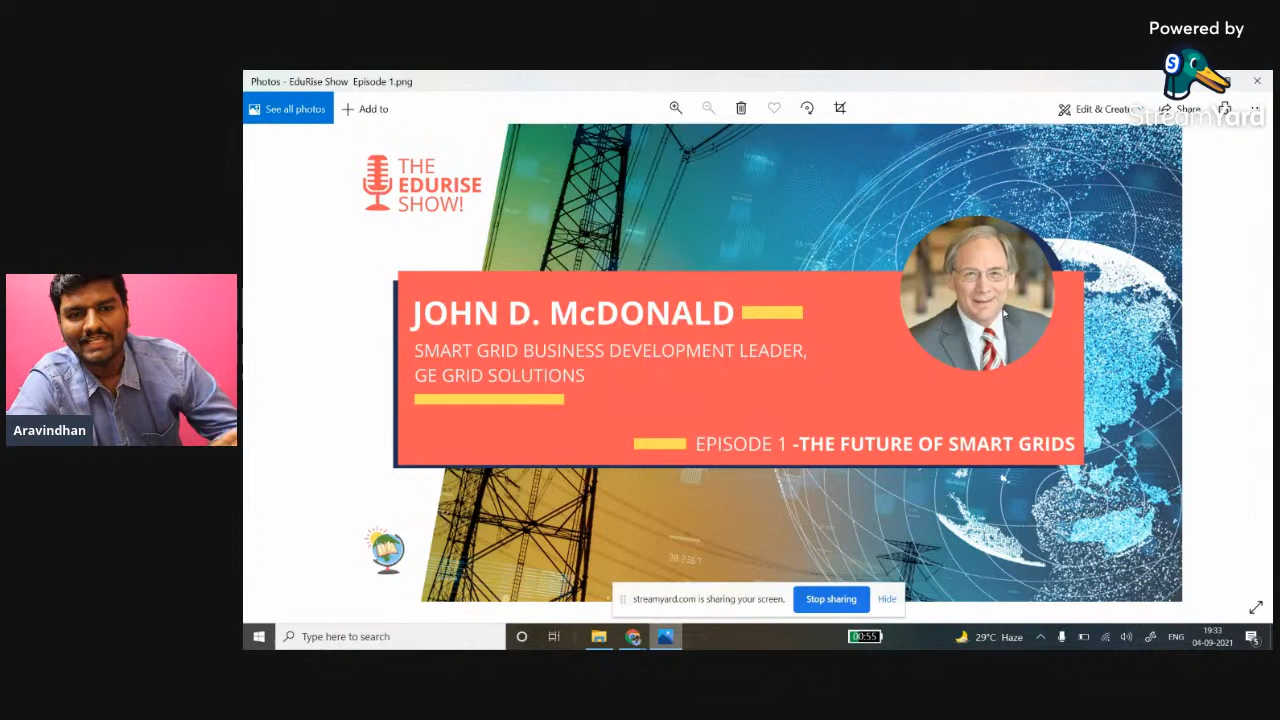 Powered by
StreamYard
Photos - EduRise Show Episode 1.png
See all photos
Add to
Edit & Create
Share
THE
EDURISE
SHOW!
JOHN D. McDONALD
SMART GRID BUSINESS DEVELOPMENT LEADER,
GE GRID SOLUTIONS
EPISODE 1 -THE FUTURE OF SMART GRIDS
Aravindhan
38.9367
streamyard.com is sharing your screen.
Stop sharing
Hide
Type here to search
00:55
29°C Haze
ENG
19:33
04-09-2021
5